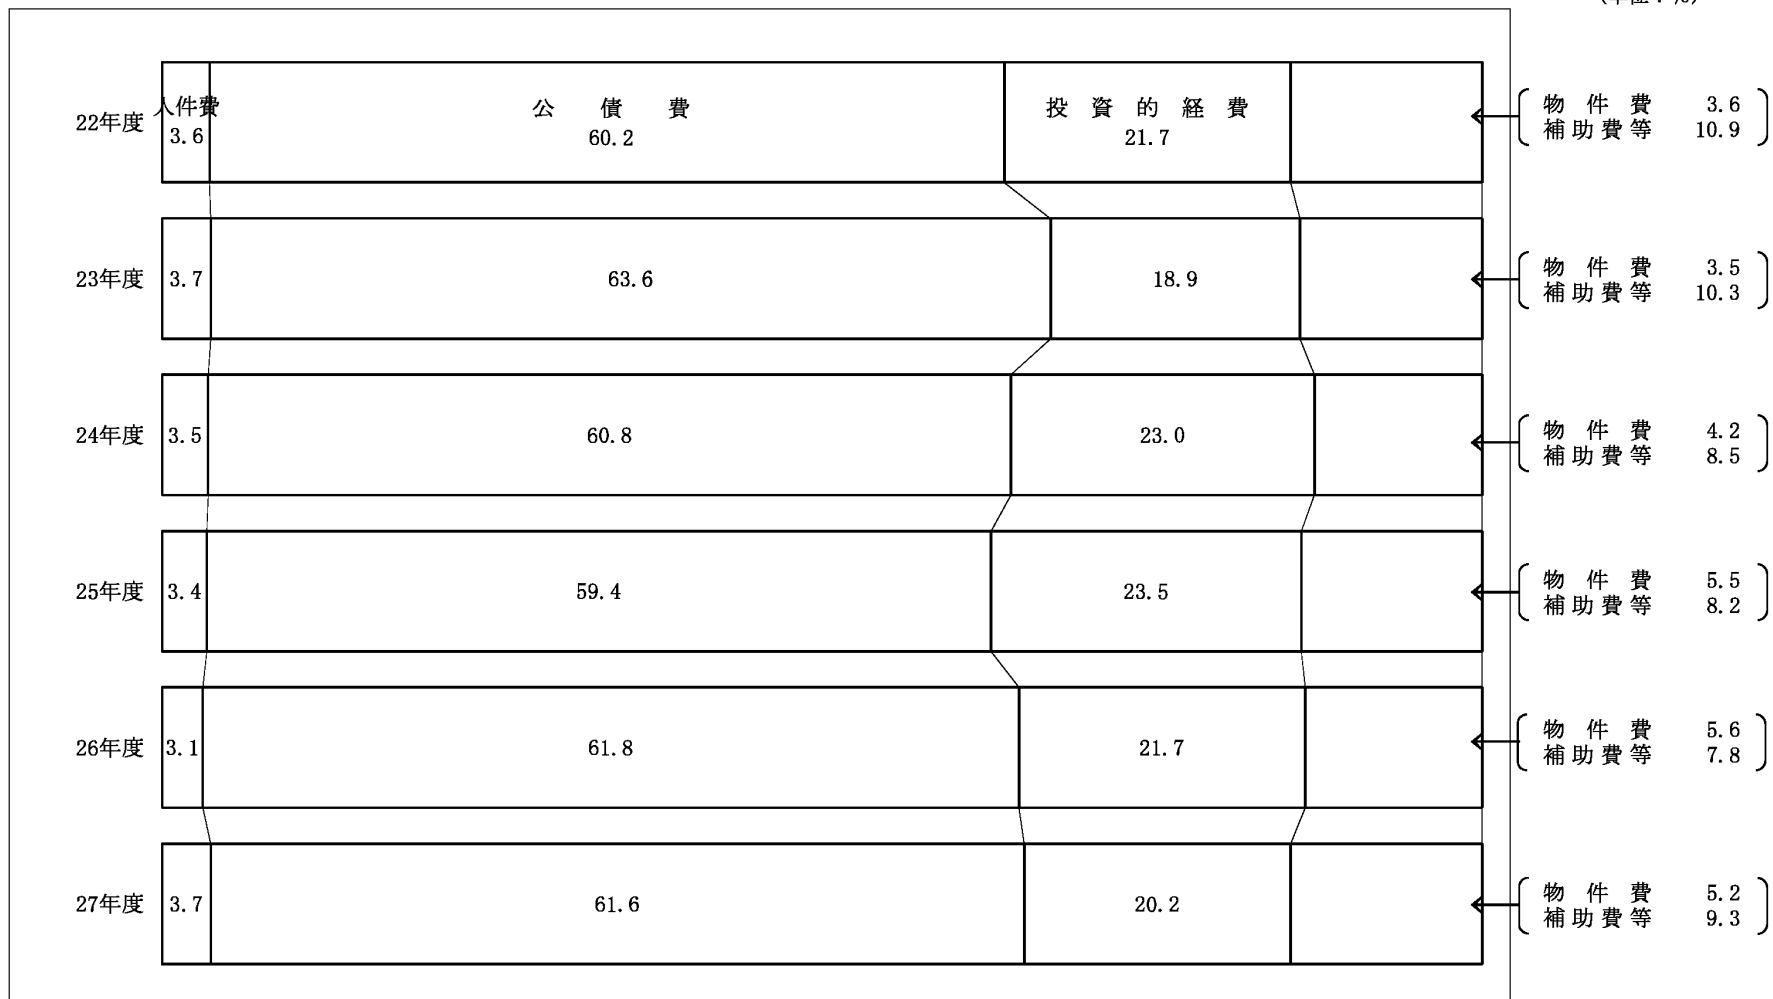 22年度
人件費
3.6
公債費
60.2
投資的経費
21.7
物件費 3.6
補助費等 10.9
23年度 3.7 63.6 18.9
物件費 3.5
補助費等 10.3
24年度 3.5 60.8 23.0
物件費 4.2
補助費等 8.5
25年度 3.4 59.4 23.5
物件費 5.5
補助費等 8.2
26年度 3.1 61.8 21.7
物件費 5.6
補助費等 7.8
27年度 3.7 61.6 20.2
物件費 5.2
補助費等 9.3